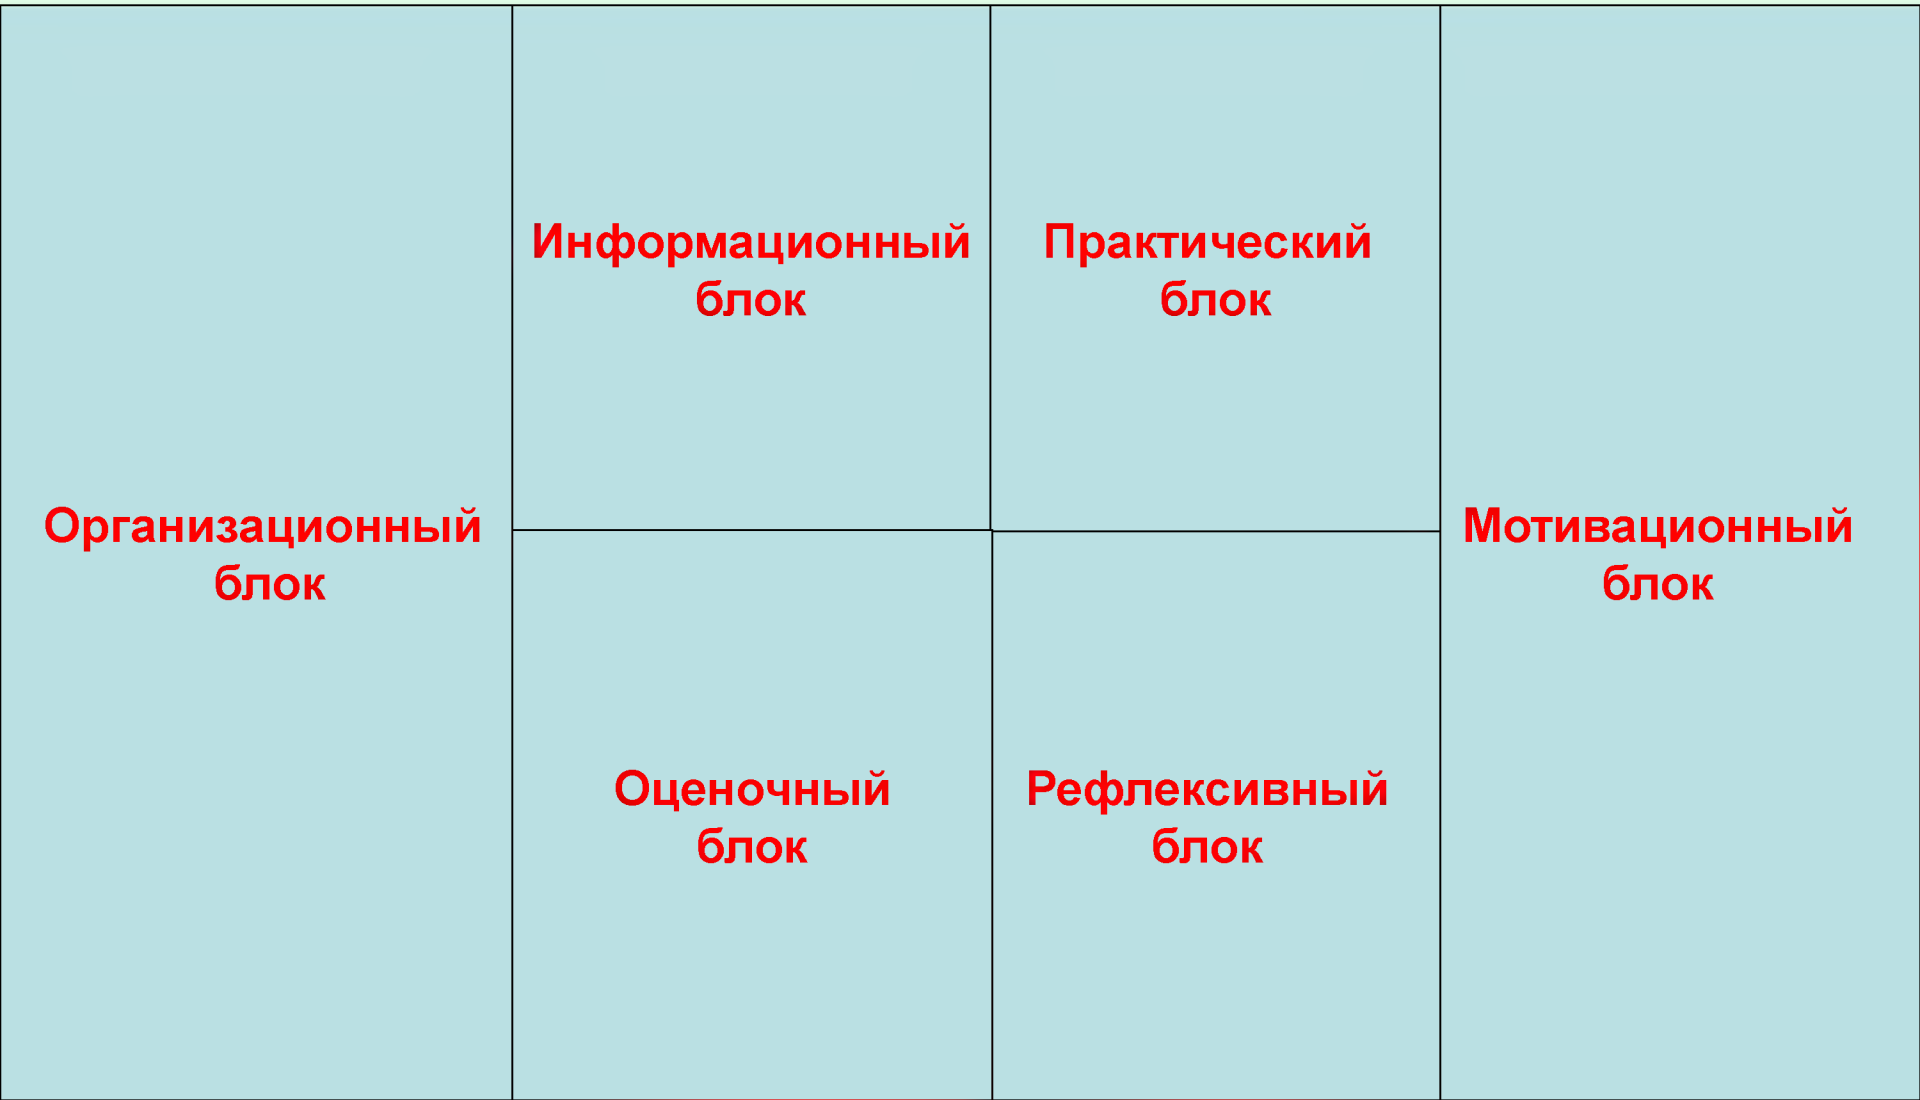 Организационный
блок
Информационный
блок
Практический
блок
Оценочный
блок
Рефлексивный
блок
Мотивационный
блок